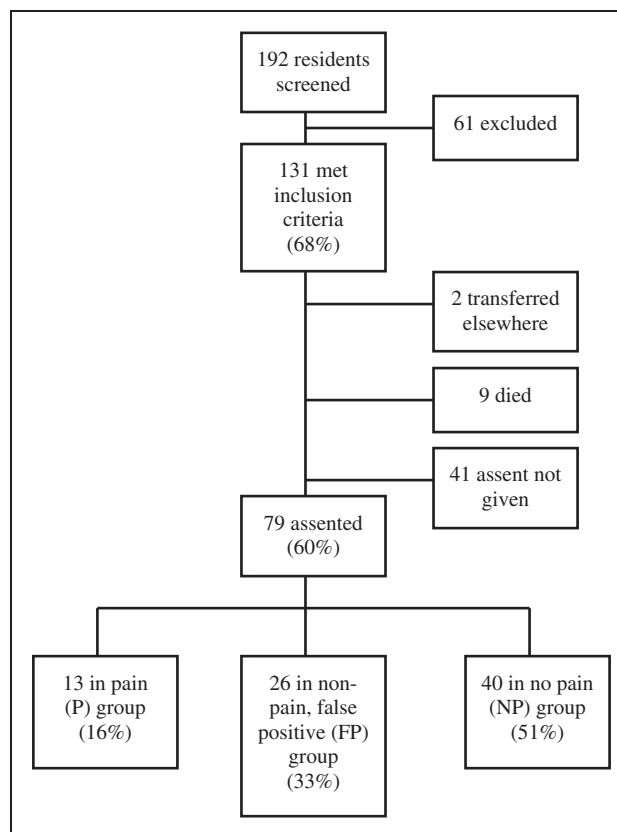 192 residents
screened
61 excluded
131 met
inclusion
criteria
(68%)
2 transferred
elsewhere
9 died
41 assent not
given
79 assented
(60%)
13 in pain
(P) group
(16%)
26 in non-
pain, false
positive (FP)
group
(33%)
40 in no pain
(NP) group
(51%)